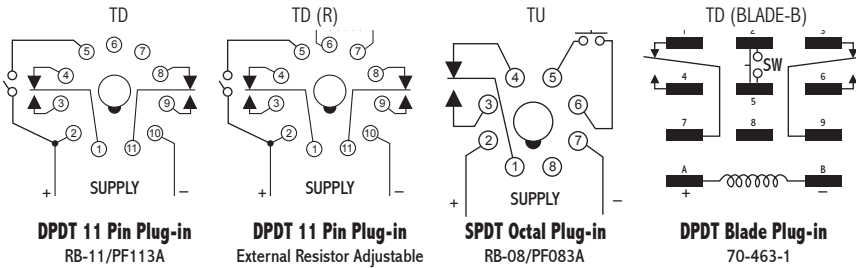 TD
TD (R)
TU
TD (BLADE-B)
5 6 7
4 8
3 9
2 10
1 11
+ SUPPLY –
DPDT 11 Pin Plug-in
RB-11/PF113A
5 6 7
4 8
3 9
2 10
1 11
+ SUPPLY –
DPDT 11 Pin Plug-in
External Resistor Adjustable
4 5
3 6
2 7
1 8
+ SUPPLY –
SPDT Octal Plug-in
RB-08/PF083A
1 2 3
SW
4 5 6
7 8 9
A B
+ –
DPDT Blade Plug-in
70-463-1